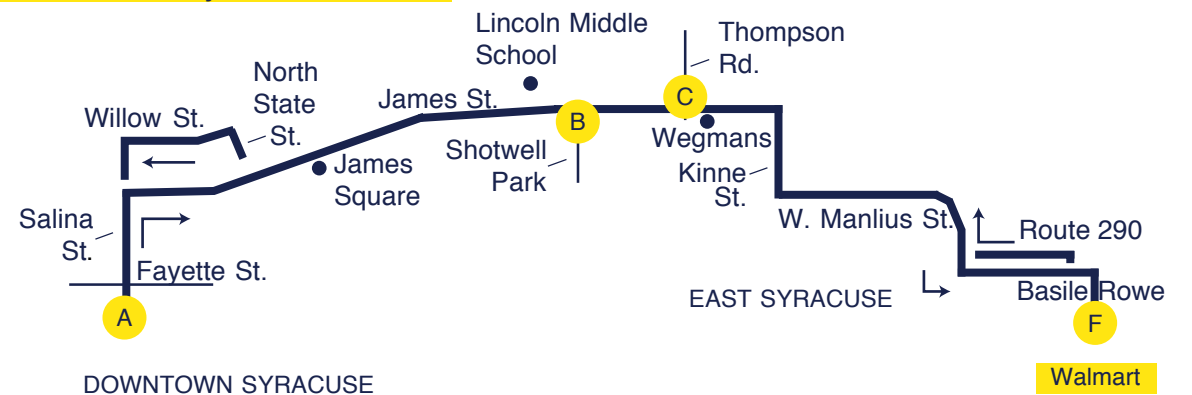 Lincoln Middle
School
Thompson
Rd.
North
State
St.
Willow St.
James St.
C
B
Wegmans
Shotwell
Park
James
Square
Kinne
St.
Salina
St.
W. Manlius St.
Route 290
Fayette St.
EAST SYRACUSE
Basile Rowe
A
F
Walmart
DOWNTOWN SYRACUSE